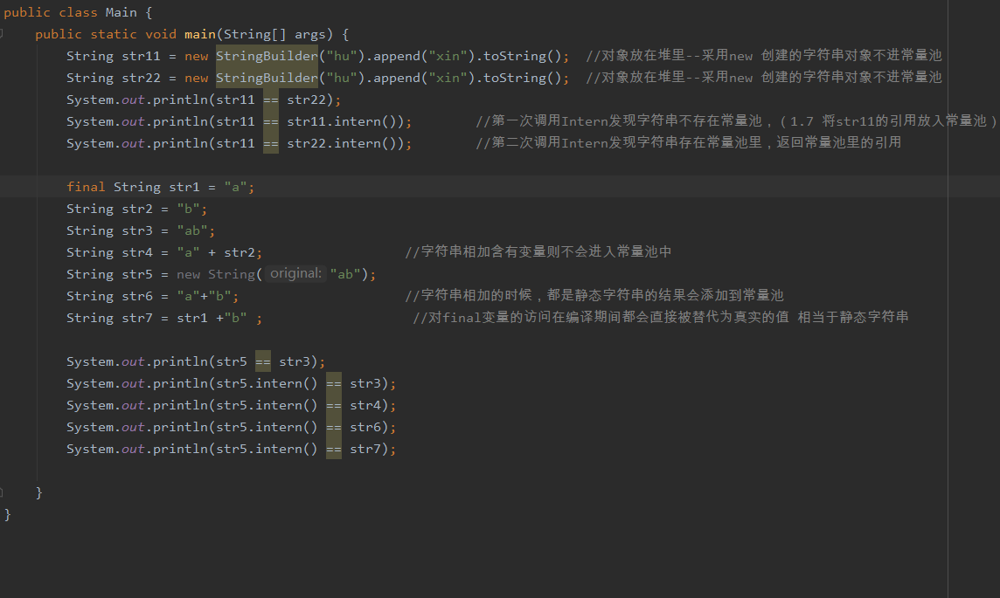 public class Main {
public static void main(String[] args) {
String str11 = new StringBuilder("hu").append("xin").toString(); //对象放在堆里--采用new 创建的字符串对象不进常量池
String str22 = new StringBuilder("hu").append("xin").toString(); //对象放在堆里--采用new 创建的字符串对象不进常量池
System.out.println(str11 == str22);
System.out.println(str11 == str11.intern()); //第一次调用Intern发现字符串不存在常量池，（1.7 将str11的引用放入常量池）
System.out.println(str11 == str22.intern()); //第二次调用Intern发现字符串存在常量池里，返回常量池里的引用
final String str1 = "a";
String str2 = "b";
String str3 = "ab";
String str4 = "a" + str2; //字符串相加含有变量则不会进入常量池中
String str5 = new String( original: "ab");
String str6 = "a"+"b"; //字符串相加的时候，都是静态字符串的结果会添加到常量池
String str7 = str1 +"b" ; //对final变量的访问在编译期间都会直接被替代为真实的值 相当于静态字符串
System.out.println(str5 == str3);
System.out.println(str5.intern() == str3);
System.out.println(str5.intern() == str4);
System.out.println(str5.intern() == str6);
System.out.println(str5.intern() == str7);
}
}